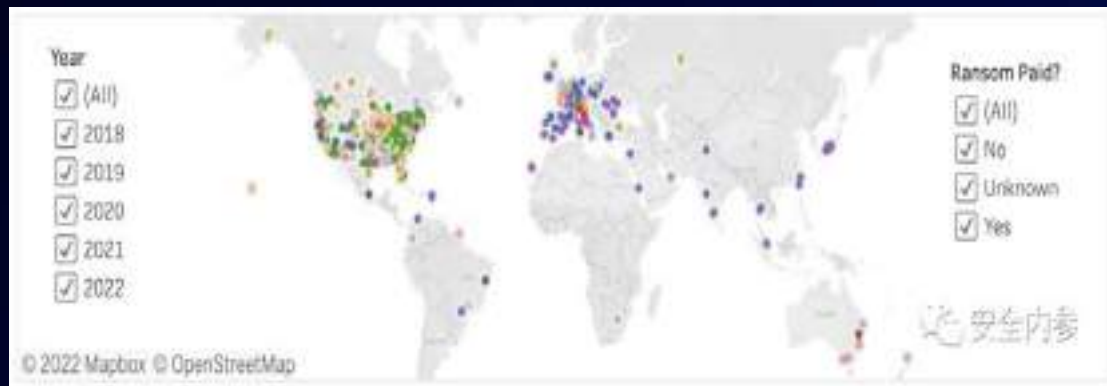 Year
(All)
2018
2019
2020
2021
2022
Ransom Paid?
(All)
No
Unknown
Yes
安全内参
© 2022 Mapbox © OpenStreetMap